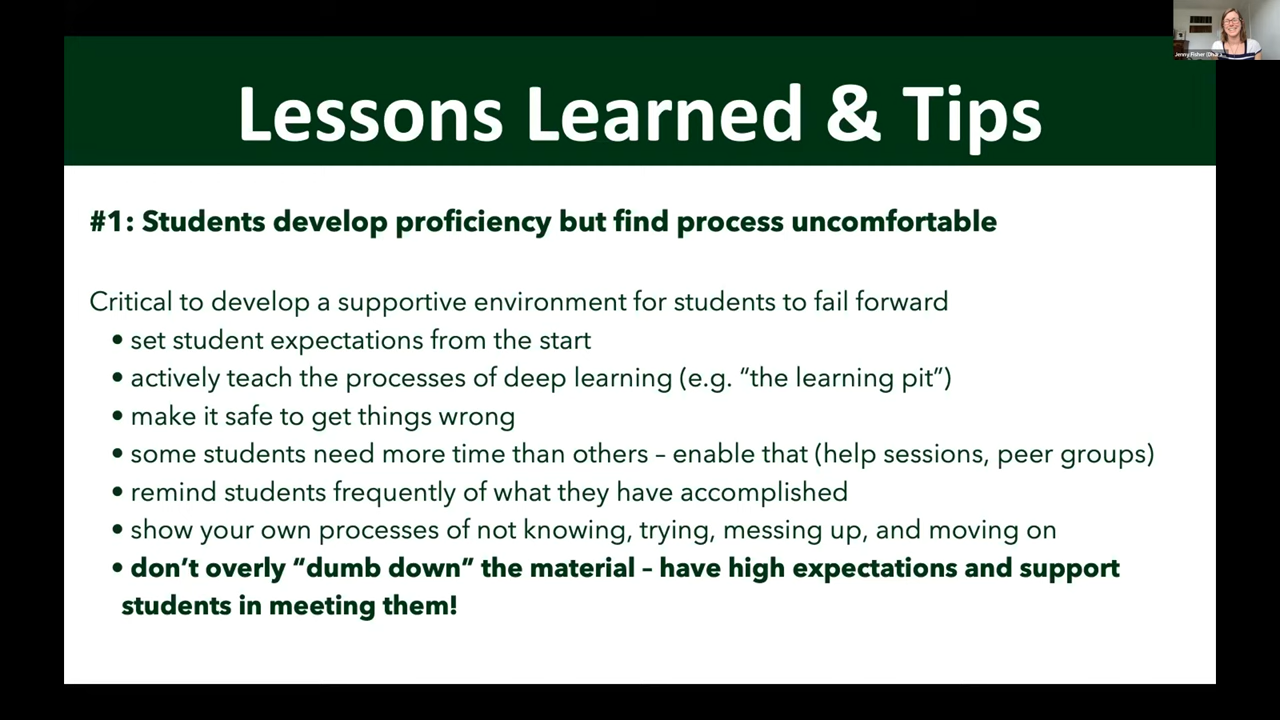 Lessons Learned & Tips
Jenny Fisher
#1: Students develop proficiency but find process uncomfortable
Critical to develop a supportive environment for students to fail forward
• set student expectations from the start
• actively teach the processes of deep learning (e.g. “the learning pit”)
• make it safe to get things wrong
• some students need more time than others – enable that (help sessions, peer groups)
• remind students frequently of what they have accomplished
• show your own processes of not knowing, trying, messing up, and moving on
• don’t overly “dumb down” the material – have high expectations and support
students in meeting them!